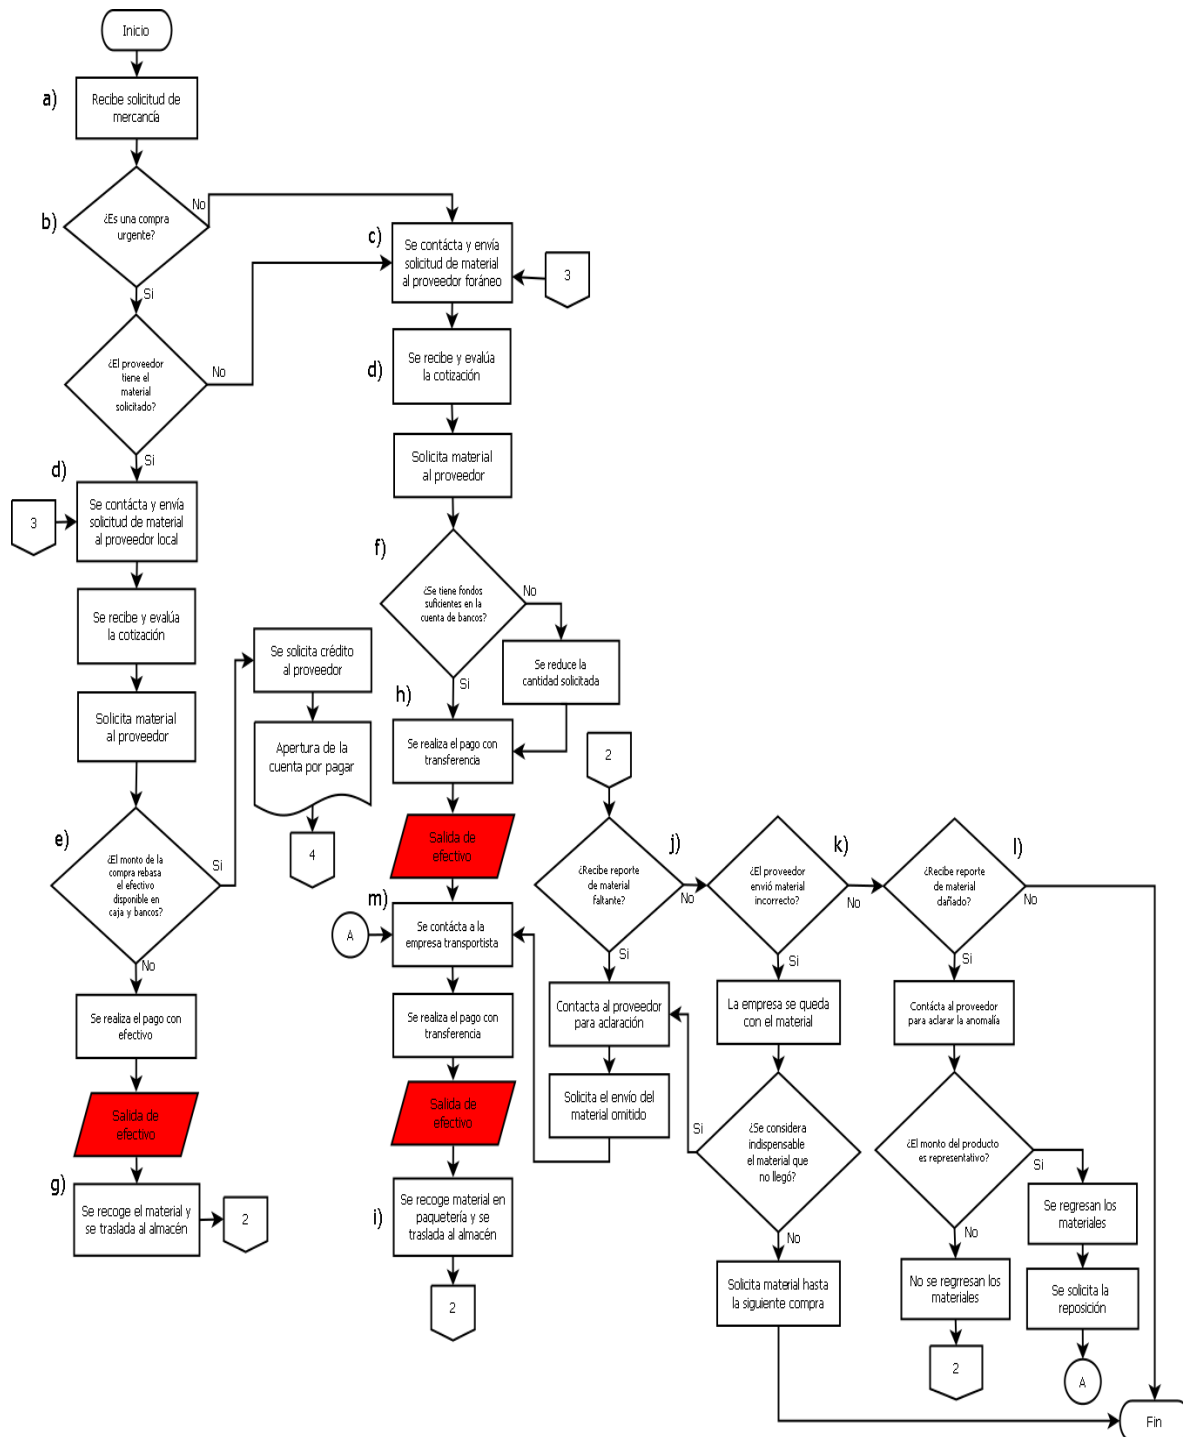 Inicio
a)
Recibe solicitud de
mercancía
b)
¿Es una compra
urgente?
No
Si
¿El proveedor
tiene el
material
solicitado?
No
Si
d)
3
Se contácta y envía
solicitud de material
al proveedor local
Se recibe y evalúa
la cotización
Solicita material
al proveedor
e)
¿El monto de la
compra rebasa
el efectivo
disponible en
caja y bancos?
Si
No
Se solicita crédito
al proveedor
Apertura de la
cuenta por pagar
4
Se realiza el pago con
efectivo
Salida de
efectivo
g)
Se recoge el material y
se traslada al almacén
2
c)
Se contácta y envía
solicitud de material
al proveedor foráneo
3
d)
Se recibe y evalúa
la cotización
Solicita material
al proveedor
f)
¿Se tiene fondos
suficientes en la
cuenta de bancos?
No
Si
Se reduce la
cantidad solicitada
h)
Se realiza el pago con
transferencia
Salida de
efectivo
m)
A
Se contácta a la
empresa transportista
Se realiza el pago con
transferencia
Salida de
efectivo
i)
Se recoge material en
paquetería y se
traslada al almacén
2
2
j)
¿Recibe reporte
de material
faltante?
No
Si
Contacta al proveedor
para aclaración
Solicita el envío del
material omitido
k)
¿El proveedor
envió material
incorrecto?
No
Si
La empresa se queda
con el material
¿Se considera
indispensable
el material que
no llegó?
Si
No
Solicita material hasta
la siguiente compra
l)
¿Recibe reporte
de material
dañado?
No
Si
Contácta al proveedor
para aclarar la anomalía
¿El monto del producto
es representativo?
Si
No
No se regrresan los
materiales
2
Se regresan los
materiales
Se solicita la
reposición
A
Fin